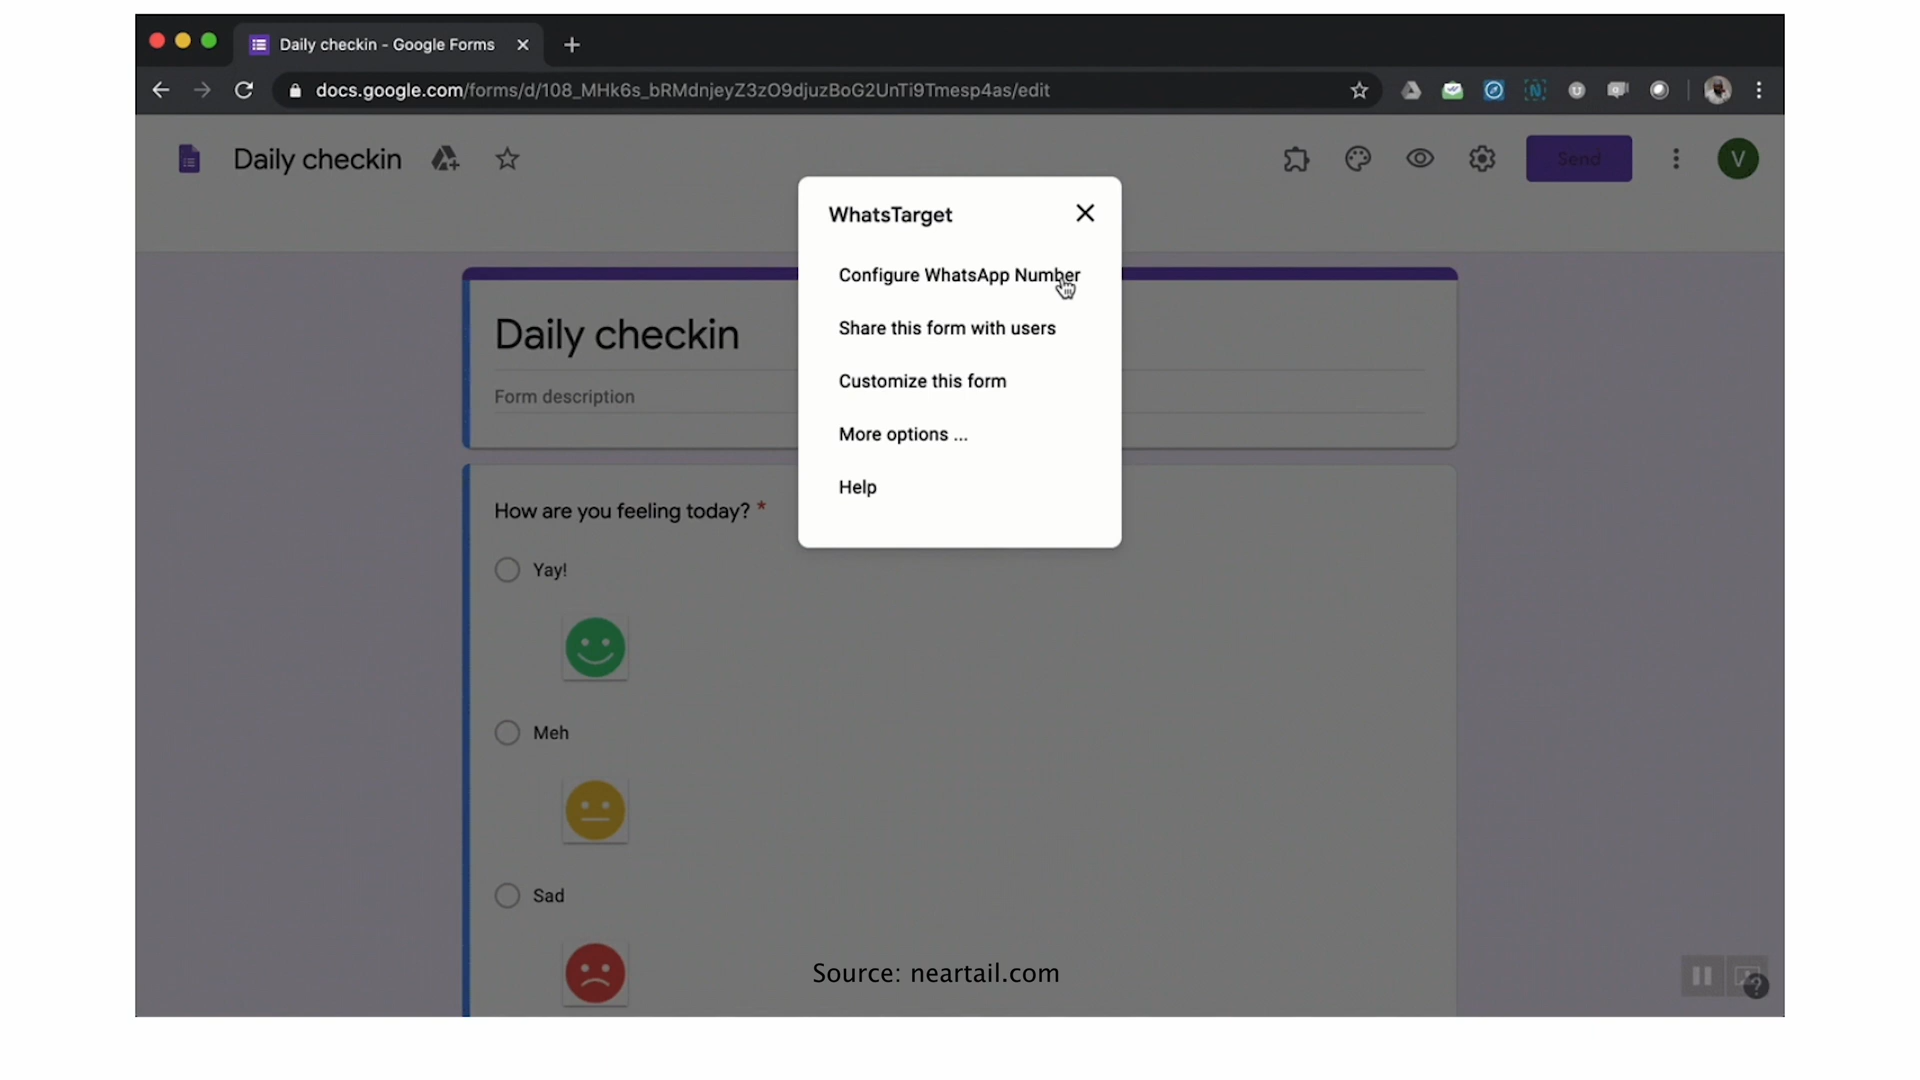 Daily checkin - Google Forms
docs.google.com/forms/d/108_MHk6s_bRMdnjeyZ3zO9djuzBoG2UnTi9Tmesp4as/edit
Daily checkin
Send
V
WhatsTarget
Configure WhatsApp Number
Share this form with users
Customize this form
More options ...
Help
Daily checkin
Form description
How are you feeling today? *
Yay!
Meh
Sad
Source: neartail.com